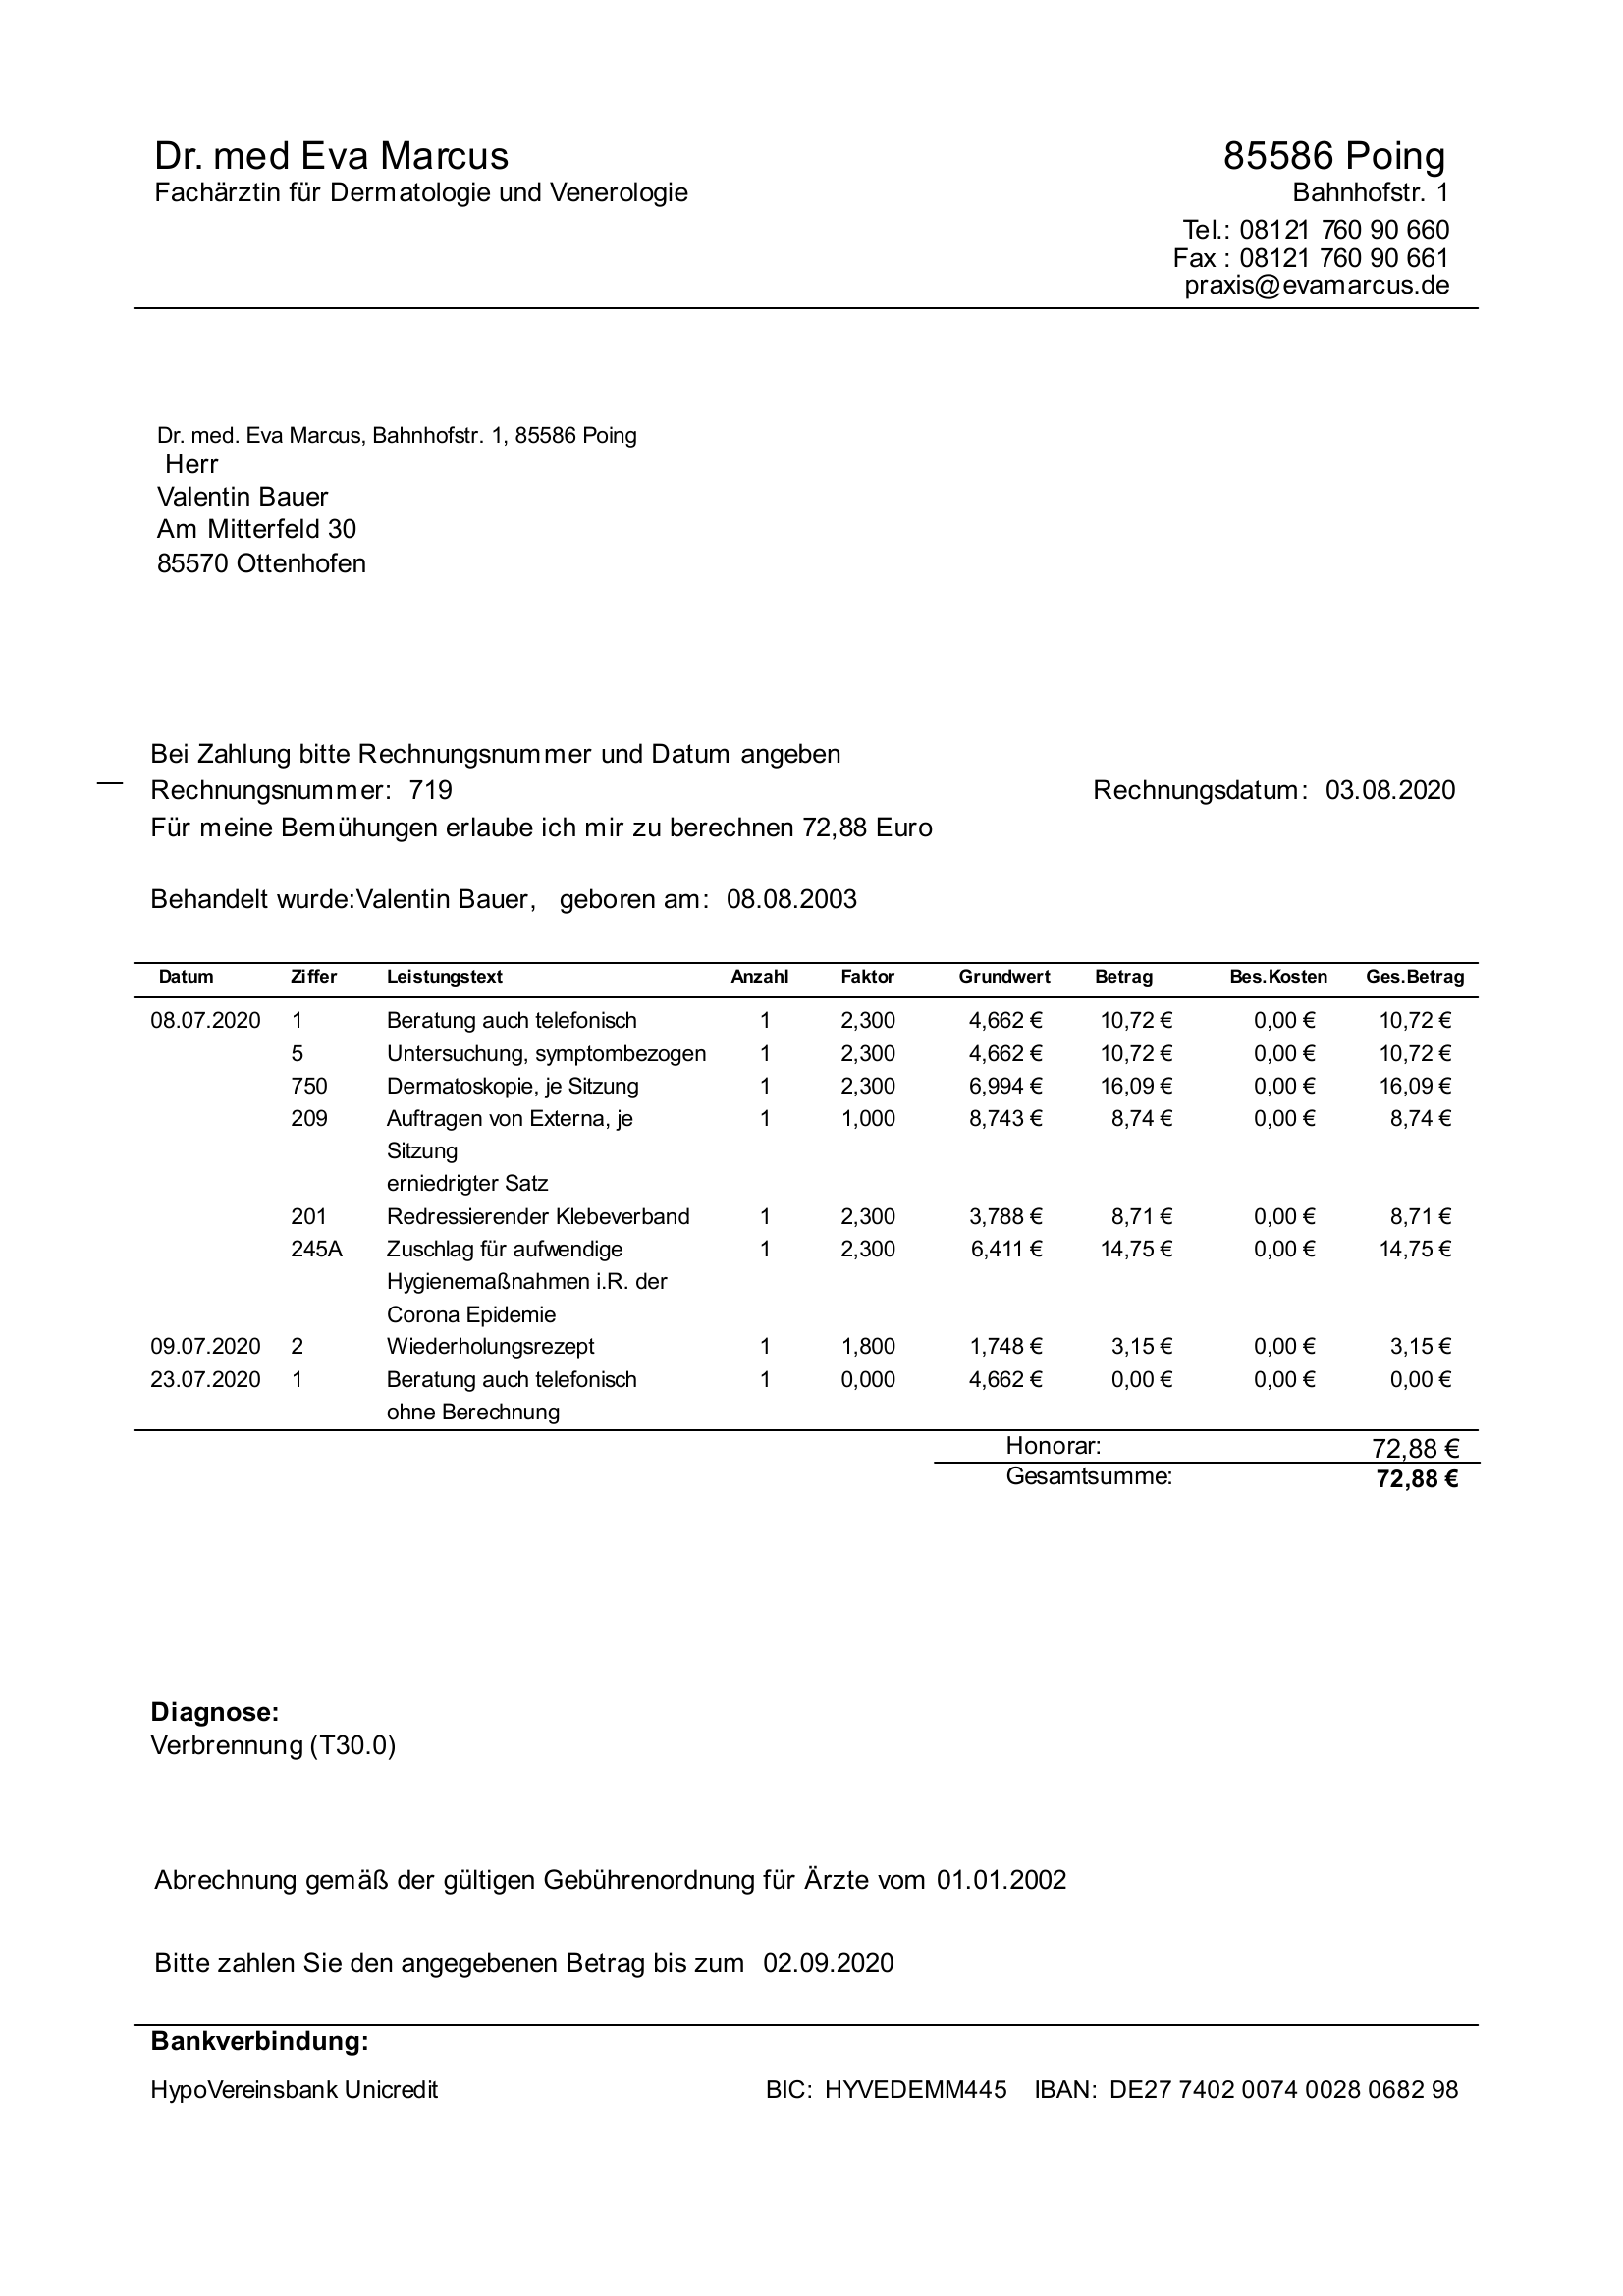 Dr. med Eva Marcus 85586 Poing
Fachärztin für Dermatologie und Venerologie Bahnhofstr. 1
Tel.: 08121 760 90 660
Fax : 08121 760 90 661
praxis@evamarcus.de
Dr. med. Eva Marcus, Bahnhofstr. 1, 85586 Poing
Herr
Valentin Bauer
Am Mitterfeld 30
85570 Ottenhofen
Bei Zahlung bitte Rechnungsnummer und Datum angeben
Rechnungsnummer: 719 Rechnungsdatum: 03.08.2020
Für meine Bemühungen erlaube ich mir zu berechnen 72,88 Euro
Behandelt wurde:Valentin Bauer, geboren am: 08.08.2003
Datum Ziffer Leistungstext Anzahl Faktor Grundwert Betrag Bes.Kosten Ges.Betrag
08.07.2020 1 Beratung auch telefonisch 1 2,300 4,662 € 10,72 € 0,00 € 10,72 €
5 Untersuchung, symptombezogen 1 2,300 4,662 € 10,72 € 0,00 € 10,72 €
750 Dermatoskopie, je Sitzung 1 2,300 6,994 € 16,09 € 0,00 € 16,09 €
209 Auftragen von Externa, je 1 1,000 8,743 € 8,74 € 0,00 € 8,74 €
Sitzung
erniedrigter Satz
201 Redressierender Klebeverband 1 2,300 3,788 € 8,71 € 0,00 € 8,71 €
245A Zuschlag für aufwendige 1 2,300 6,411 € 14,75 € 0,00 € 14,75 €
Hygienemaßnahmen i.R. der
Corona Epidemie
09.07.2020 2 Wiederholungsrezept 1 1,800 1,748 € 3,15 € 0,00 € 3,15 €
23.07.2020 1 Beratung auch telefonisch 1 0,000 4,662 € 0,00 € 0,00 € 0,00 €
ohne Berechnung
Honorar: 72,88 €
Gesamtsumme: 72,88 €
Diagnose:
Verbrennung (T30.0)
Abrechnung gemäß der gültigen Gebührenordnung für Ärzte vom 01.01.2002
Bitte zahlen Sie den angegebenen Betrag bis zum 02.09.2020
Bankverbindung:
HypoVereinsbank Unicredit BIC: HYVEDEMM445 IBAN: DE27 7402 0074 0028 0682 98